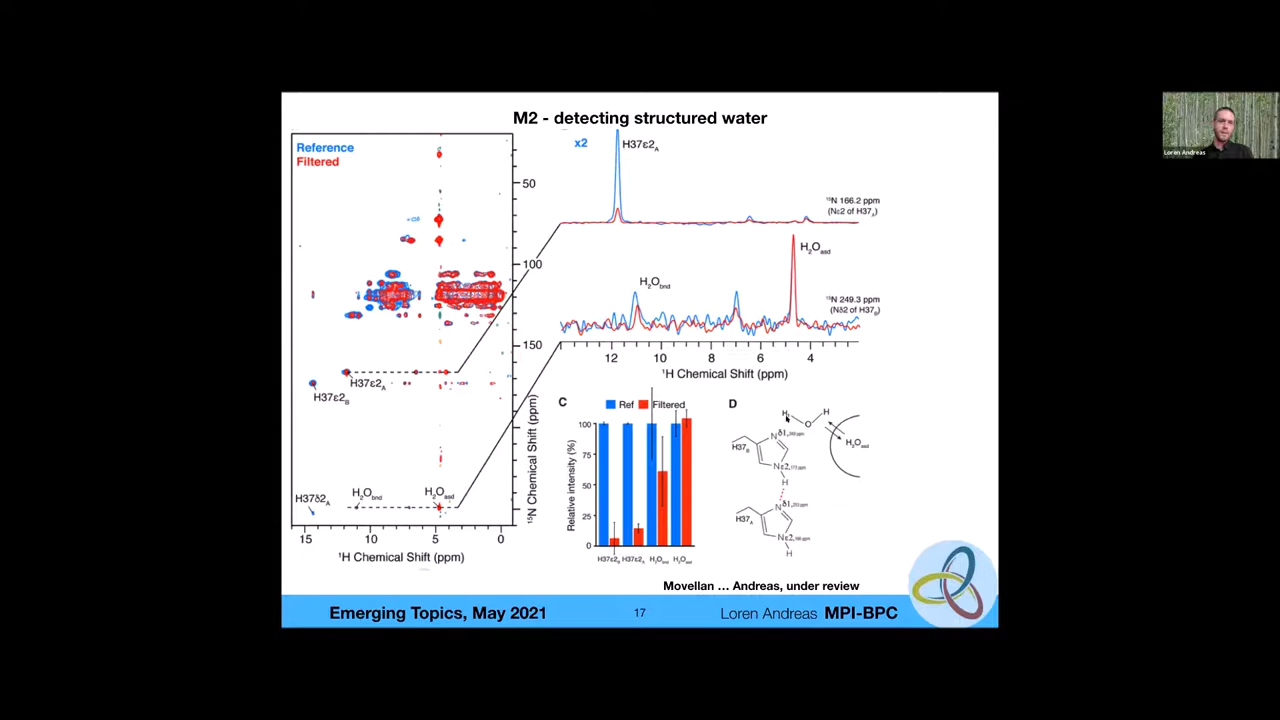 M2 - detecting structured water
Reference
Filtered
50
100
150
¹⁵N Chemical Shift (ppm)
H37ε2A
H37ε2B
H37δ2A
H₂Obnd
H₂Oasd
15
10
5
0
¹H Chemical Shift (ppm)
x2
H37ε2A
¹⁵N 166.2 ppm
(Nε2 of H37A)
H₂Oasd
H₂Obnd
¹⁵N 249.3 ppm
(Nδ2 of H37B)
12
10
8
6
4
¹H Chemical Shift (ppm)
C
Ref
Filtered
Relative intensity (%)
100
75
50
25
0
H37ε2B
H37ε2A
H₂Obnd
H₂Oasd
D
H
O
H
H₂Oasd
N
δ1,
H37B
Nε2,
H
N
δ1,
H37A
Nε2,
H
Movellan … Andreas, under review
Emerging Topics, May 2021
17
Loren Andreas MPI-BPC
Loren Andreas